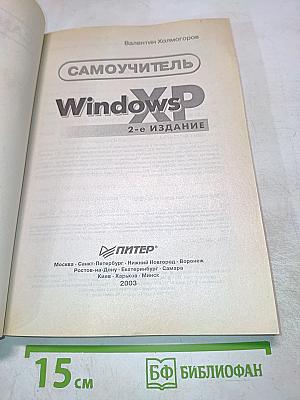 Валентин Холмогоров
САМОУЧИТЕЛЬ
Windows XP
2-е ИЗДАНИЕ
ПИТЕР
Москва · Санкт-Петербург · Нижний Новгород · Воронеж
Ростов-на-Дону · Екатеринбург · Самара
Киев · Харьков · Минск
2003
15 см
БФ БИБЛИОФАН